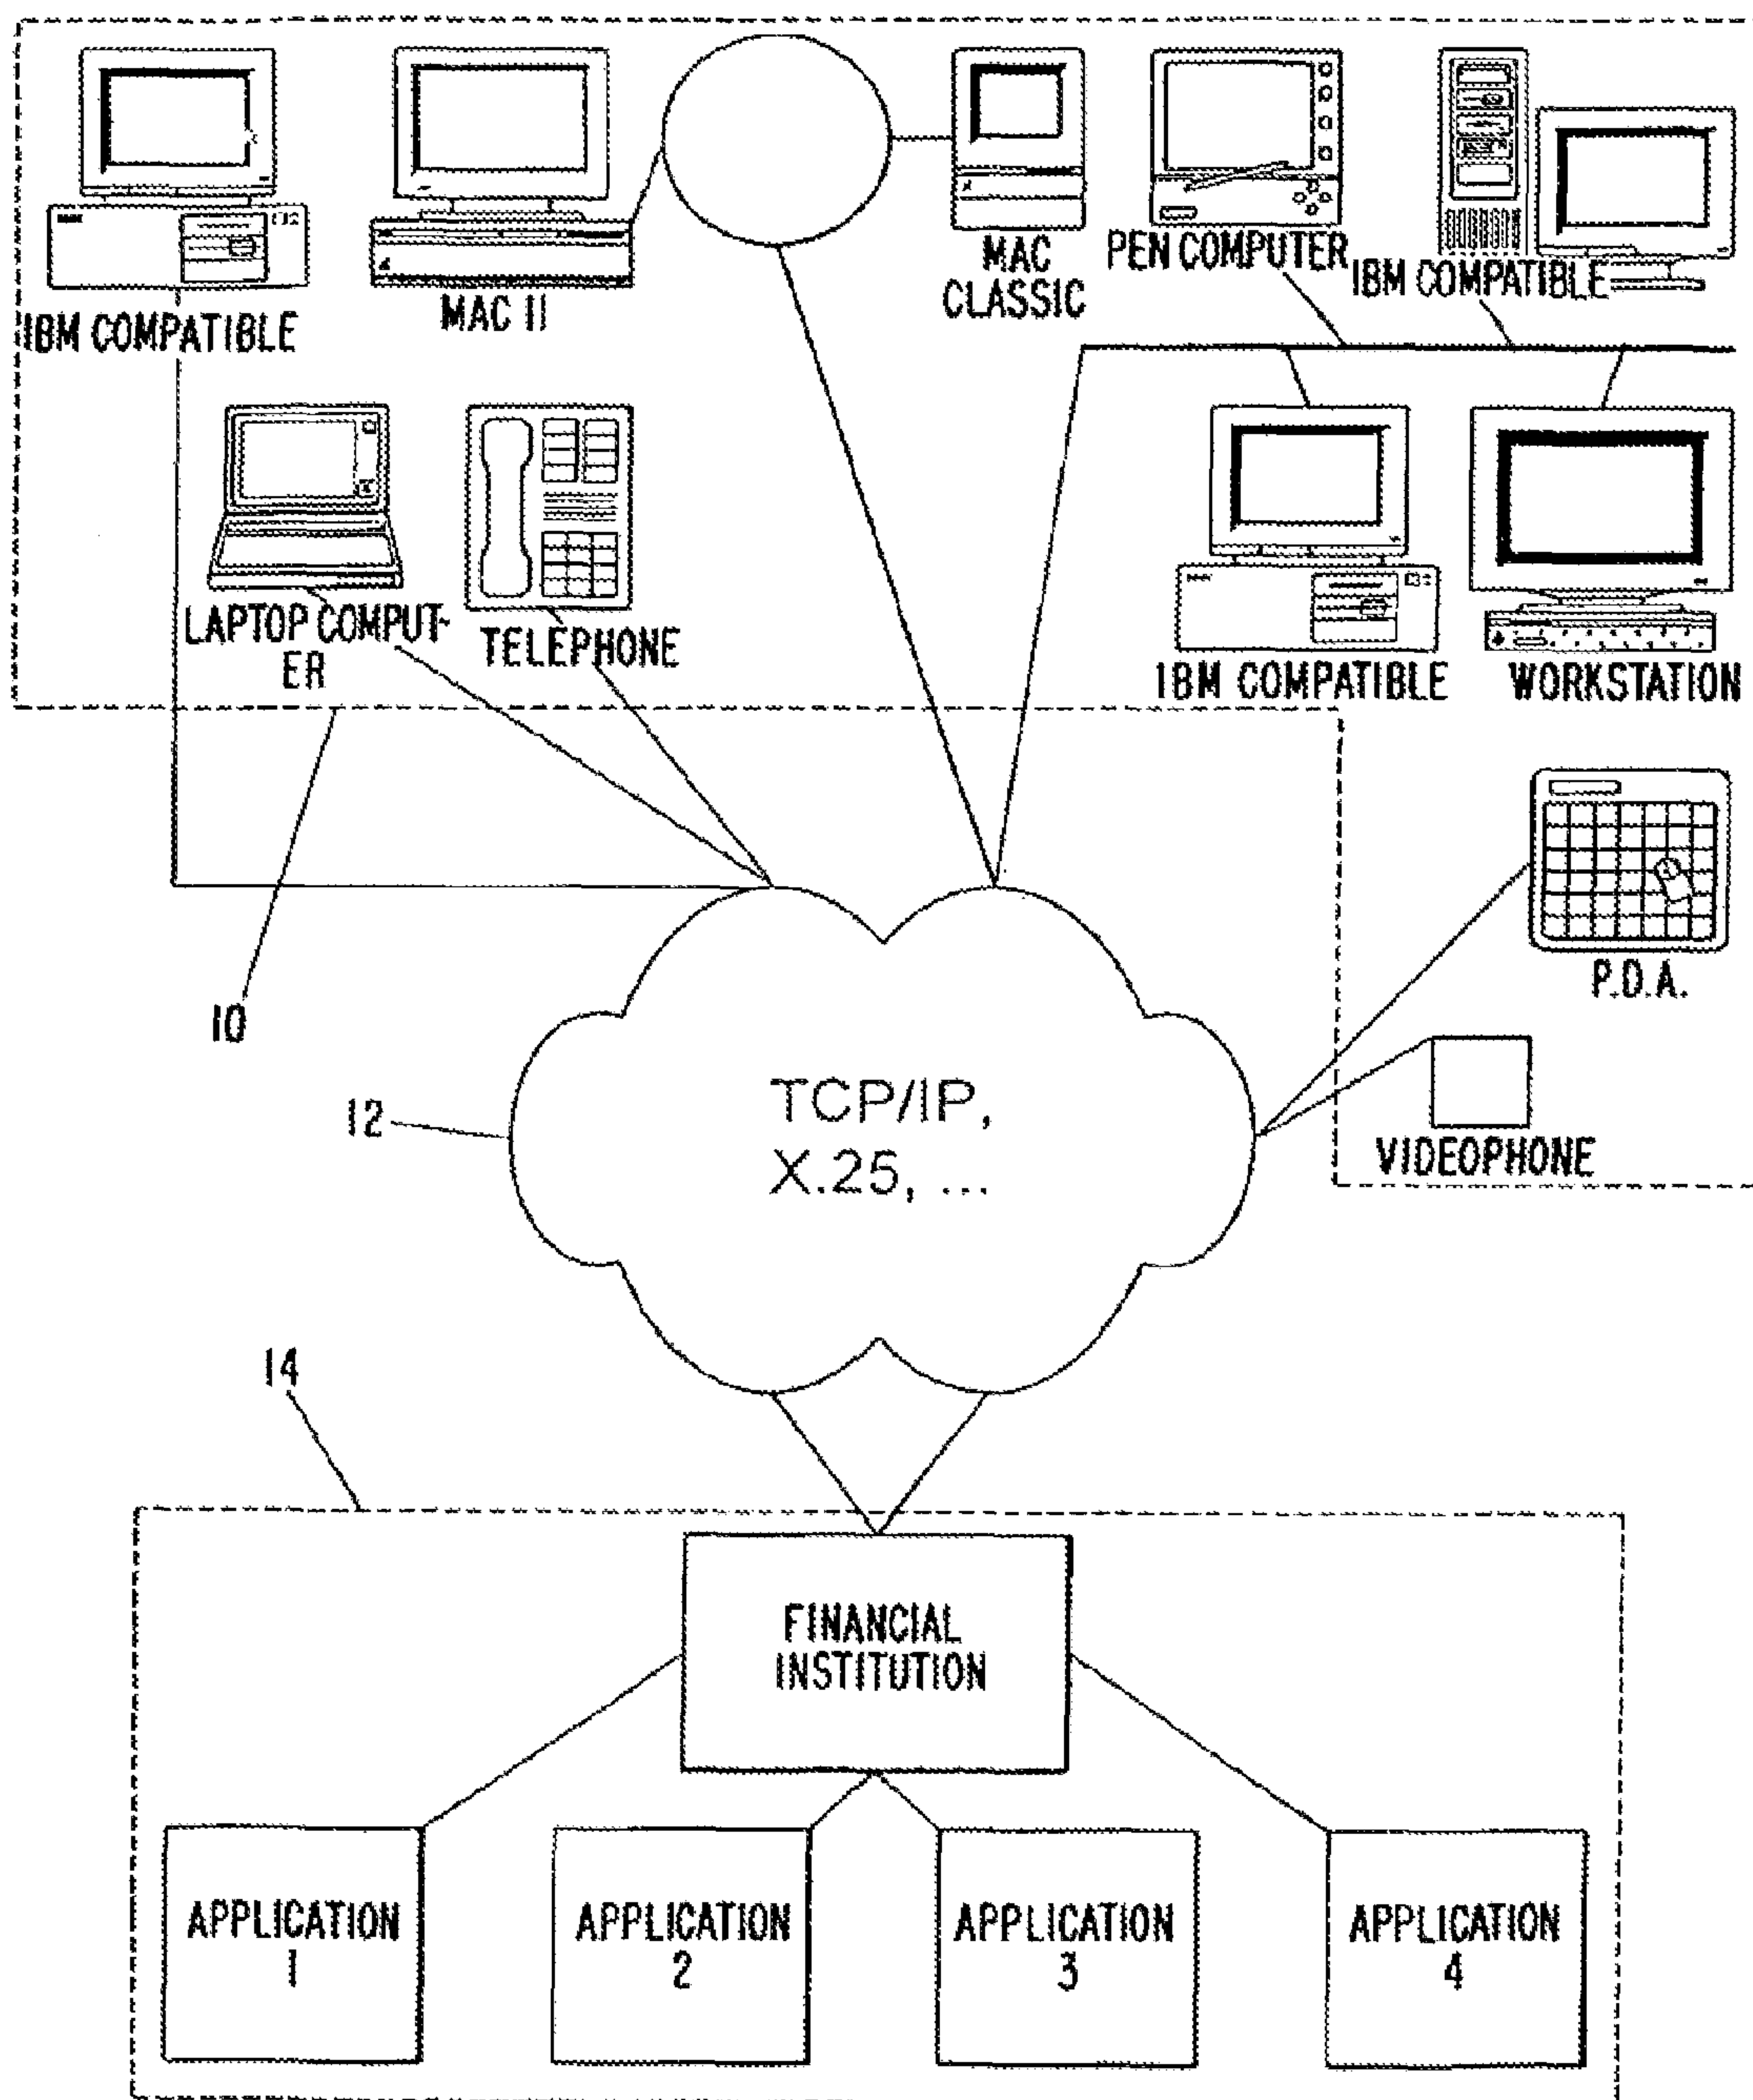 IBM COMPATIBLE
MAC II
MAC
CLASSIC
PEN COMPUTER
IBM COMPATIBLE
LAPTOP COMPUT-
ER
TELEPHONE
IBM COMPATIBLE
WORKSTATION
P.D.A.
10
VIDEOPHONE
12
TCP/IP,
X.25, ...
14
FINANCIAL
INSTITUTION
APPLICATION
1
APPLICATION
2
APPLICATION
3
APPLICATION
4